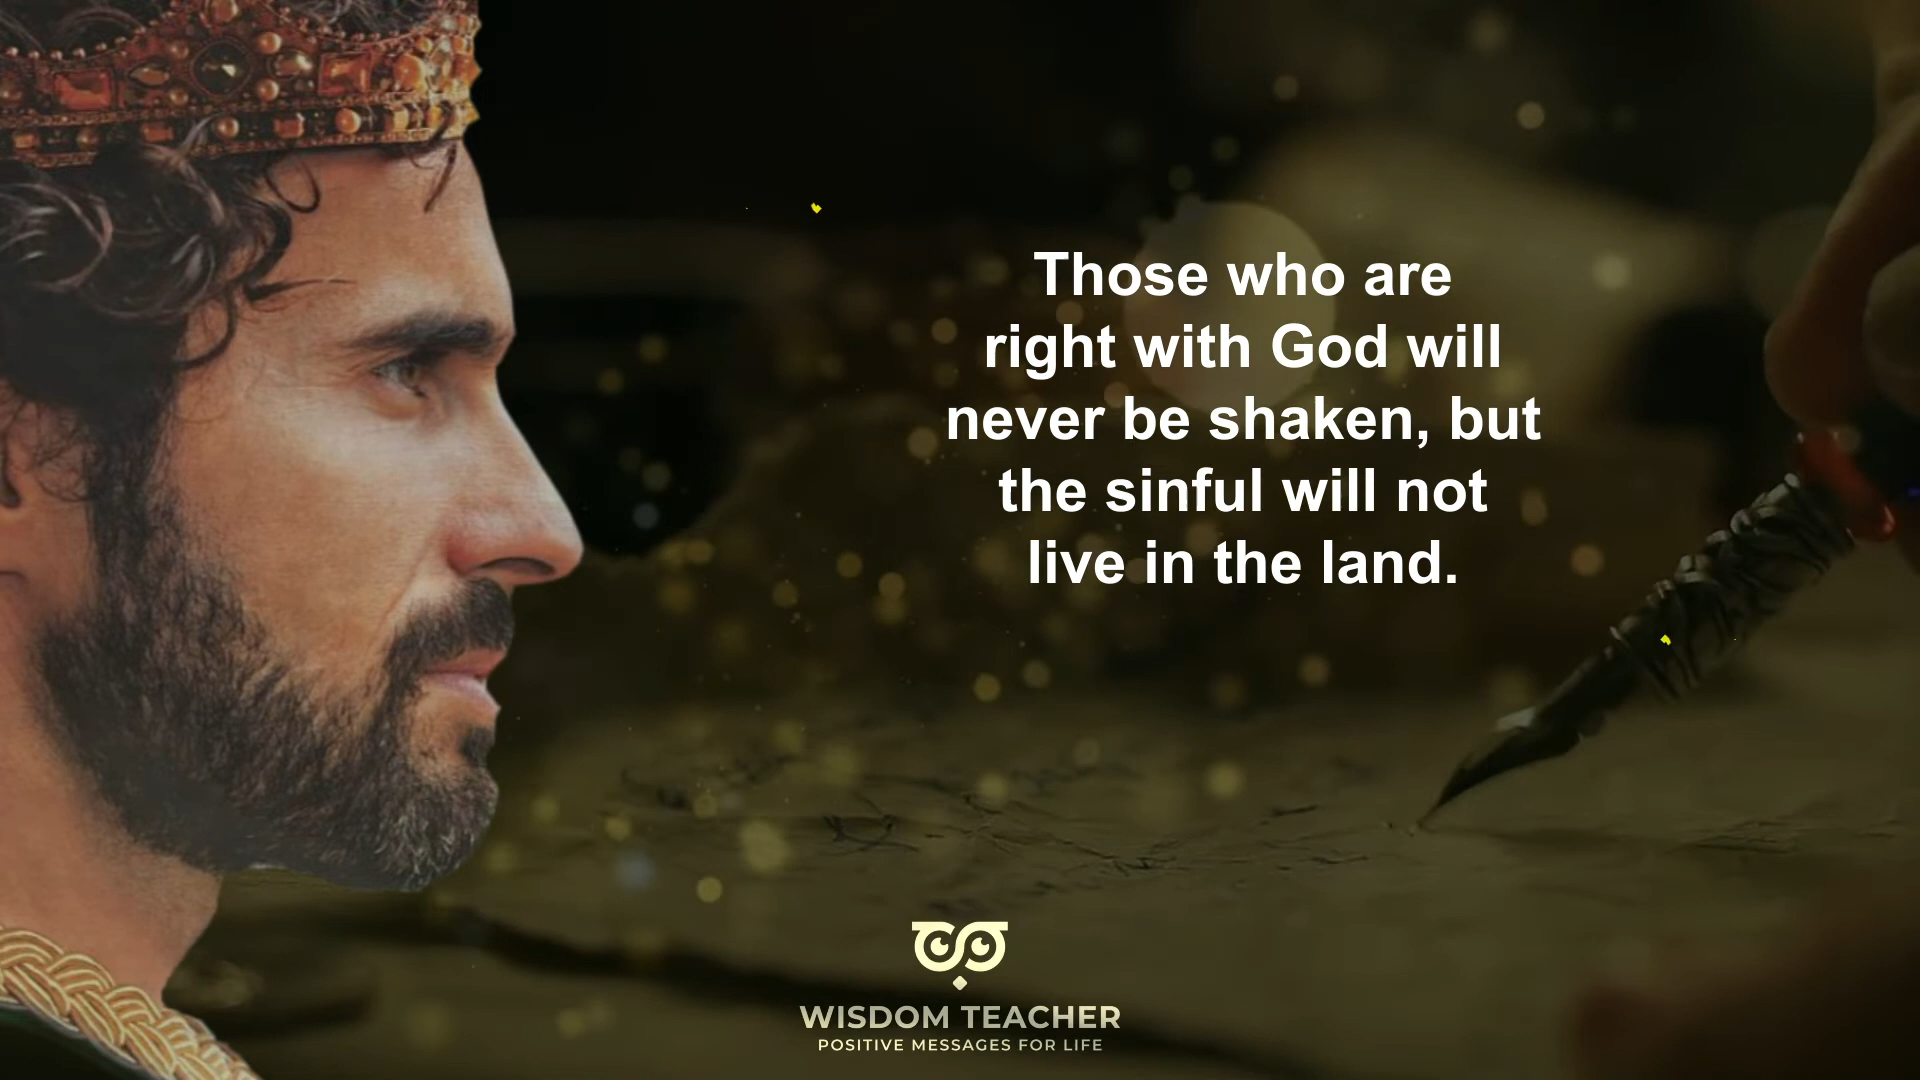 Those who are
right with God will
never be shaken, but
the sinful will not
live in the land.
WISDOM TEACHER
POSITIVE MESSAGES FOR LIFE